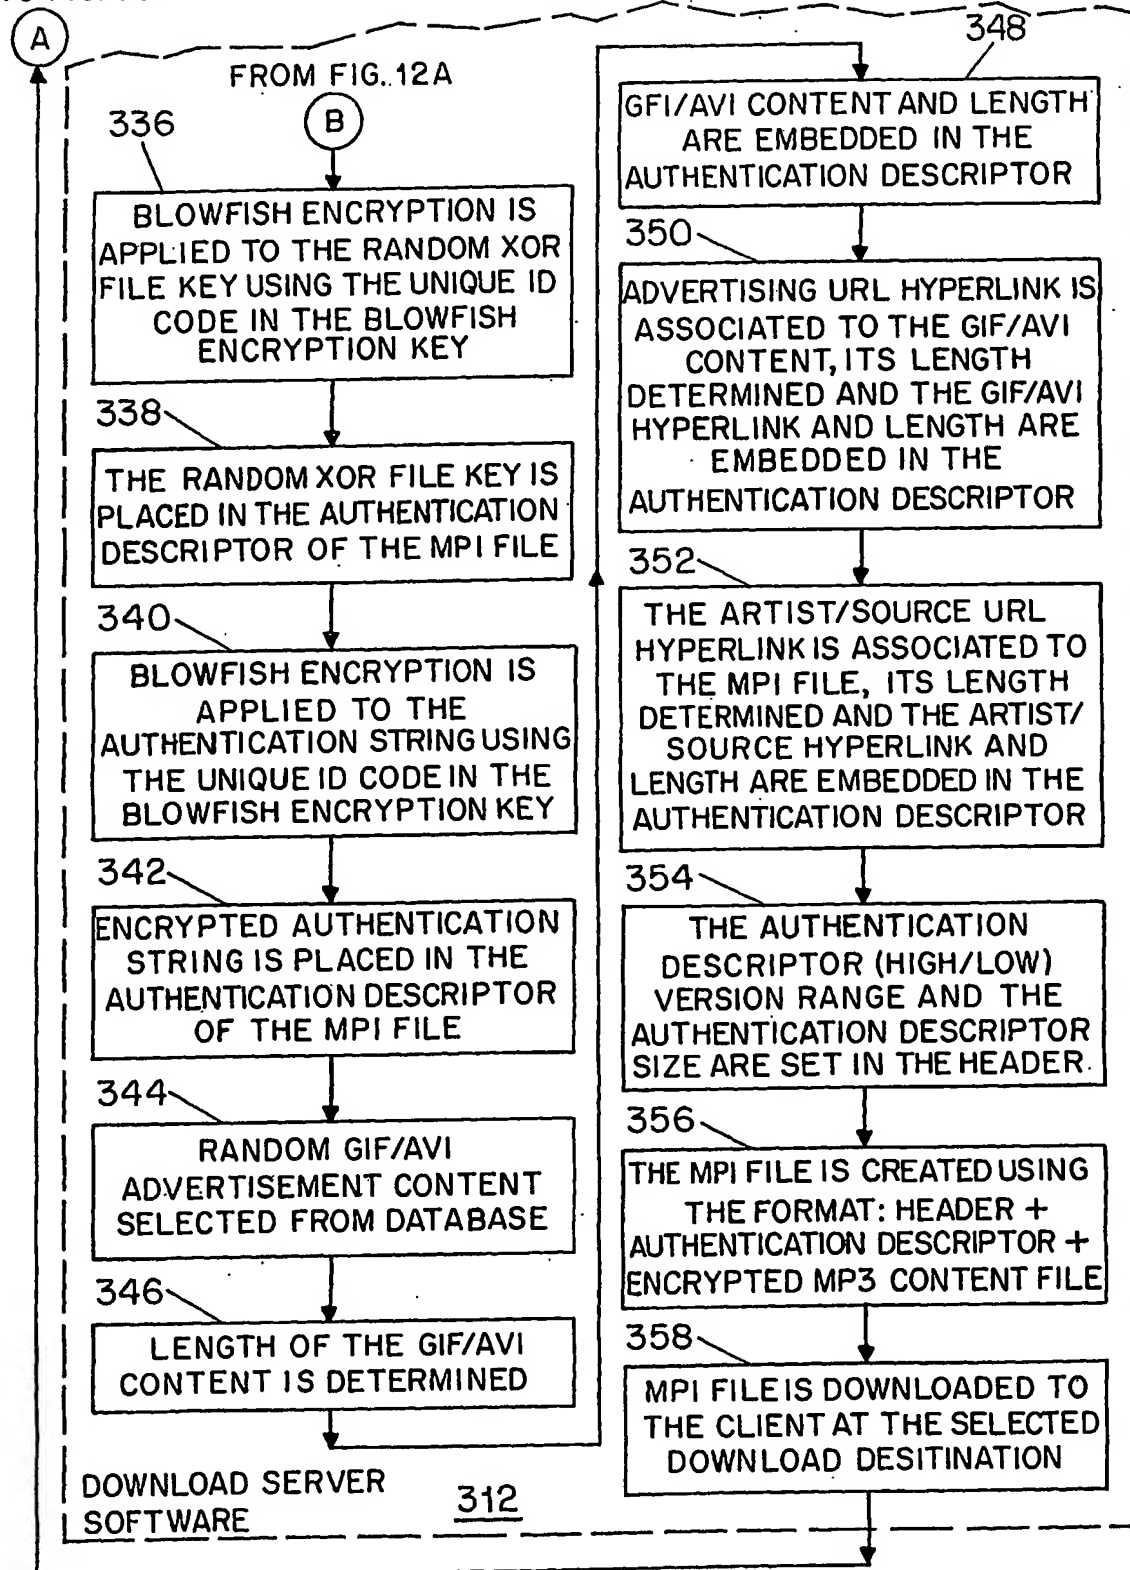 A
FROM FIG. 12A
B
336
BLOWFISH ENCRYPTION IS
APPLIED TO THE RANDOM XOR
FILE KEY USING THE UNIQUE ID
CODE IN THE BLOWFISH
ENCRYPTION KEY
338
THE RANDOM XOR FILE KEY IS
PLACED IN THE AUTHENTICATION
DESCRIPTOR OF THE MPI FILE
340
BLOWFISH ENCRYPTION IS
APPLIED TO THE
AUTHENTICATION STRING USING
THE UNIQUE ID CODE IN THE
BLOWFISH ENCRYPTION KEY
342
ENCRYPTED AUTHENTICATION
STRING IS PLACED IN THE
AUTHENTICATION DESCRIPTOR
OF THE MPI FILE
344
RANDOM GIF/AVI
ADVERTISEMENT CONTENT
SELECTED FROM DATABASE
346
LENGTH OF THE GIF/AVI
CONTENT IS DETERMINED
348
GFI/AVI CONTENT AND LENGTH
ARE EMBEDDED IN THE
AUTHENTICATION DESCRIPTOR
350
ADVERTISING URL HYPERLINK IS
ASSOCIATED TO THE GIF/AVI
CONTENT, ITS LENGTH
DETERMINED AND THE GIF/AVI
HYPERLINK AND LENGTH ARE
EMBEDDED IN THE
AUTHENTICATION DESCRIPTOR
352
THE ARTIST/SOURCE URL
HYPERLINK IS ASSOCIATED TO
THE MPI FILE, ITS LENGTH
DETERMINED AND THE ARTIST/
SOURCE HYPERLINK AND
LENGTH ARE EMBEDDED IN THE
AUTHENTICATION DESCRIPTOR
354
THE AUTHENTICATION
DESCRIPTOR (HIGH/LOW)
VERSION RANGE AND THE
AUTHENTICATION DESCRIPTOR
SIZE ARE SET IN THE HEADER.
356
THE MPI FILE IS CREATED USING
THE FORMAT: HEADER +
AUTHENTICATION DESCRIPTOR +
ENCRYPTED MP3 CONTENT FILE
358
MPI FILE IS DOWNLOADED TO
THE CLIENT AT THE SELECTED
DOWNLOAD DESITINATION
DOWNLOAD SERVER
SOFTWARE
312